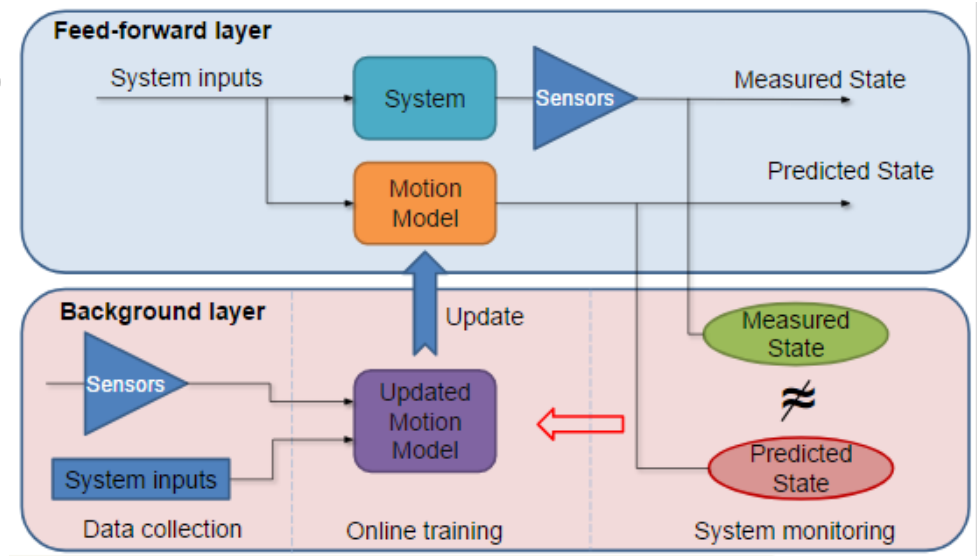 Feed-forward layer
System inputs
System
Sensors
Measured State
Motion
Model
Predicted State
Background layer
Update
Measured
State
Sensors
Updated
Motion
Model
≉
System inputs
Predicted
State
Data collection
Online training
System monitoring